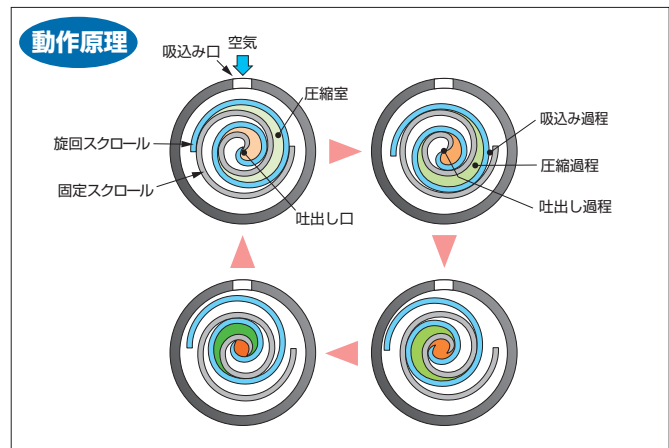 動作原理
空気
吸込み口
圧縮室
旋回スクロール
固定スクロール
吐出し口
吸込み過程
圧縮過程
吐出し過程